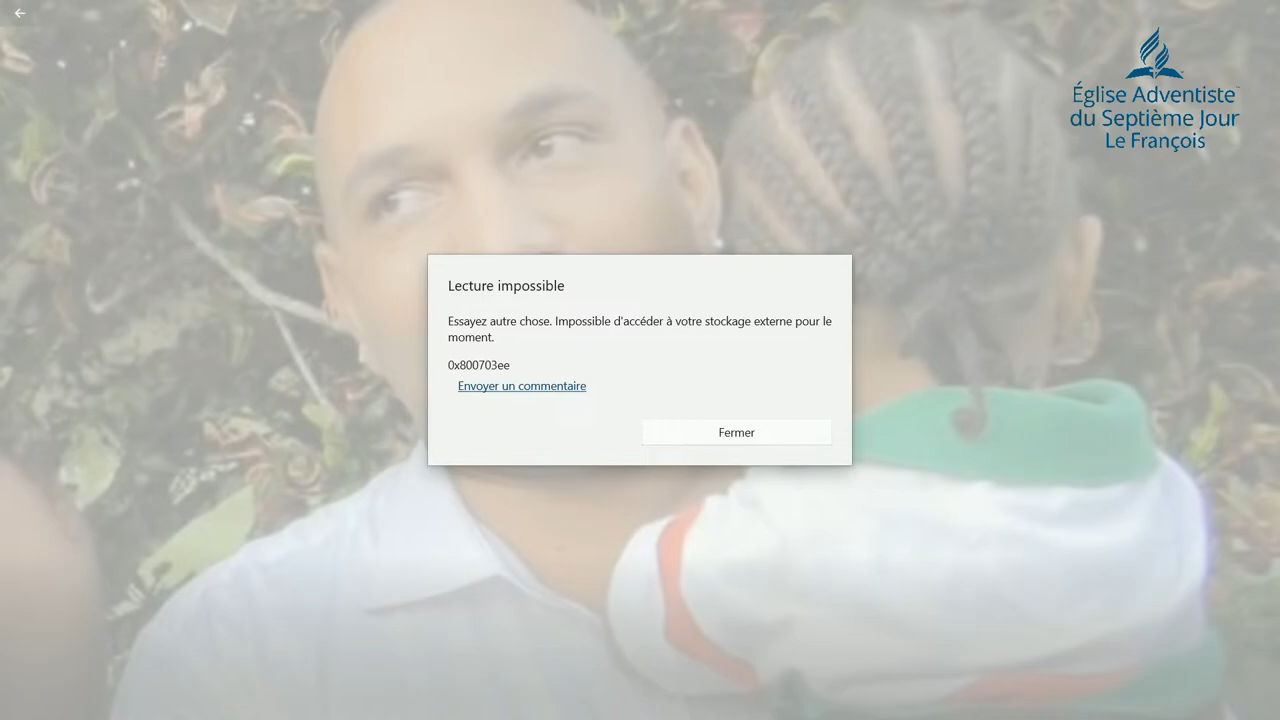 Église Adventiste
du Septième Jour
Le François
Lecture impossible
Essayez autre chose. Impossible d'accéder à votre stockage externe pour le
moment.
0x800703ee
Envoyer un commentaire
Fermer